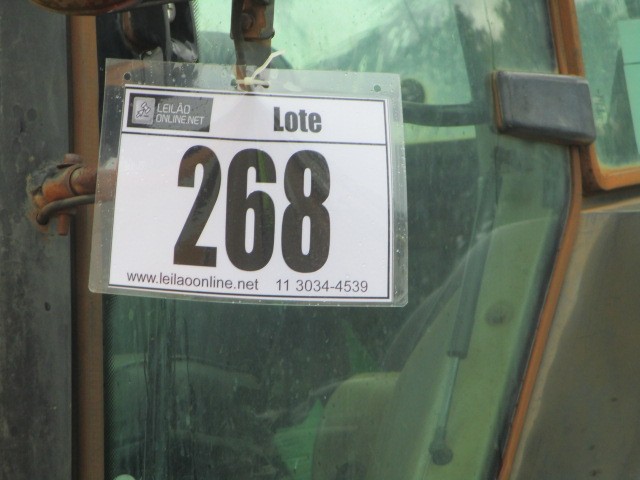 LEILÃO
ONLINE.NET
Lote
268
www.leilaoonline.net 11 3034-4539